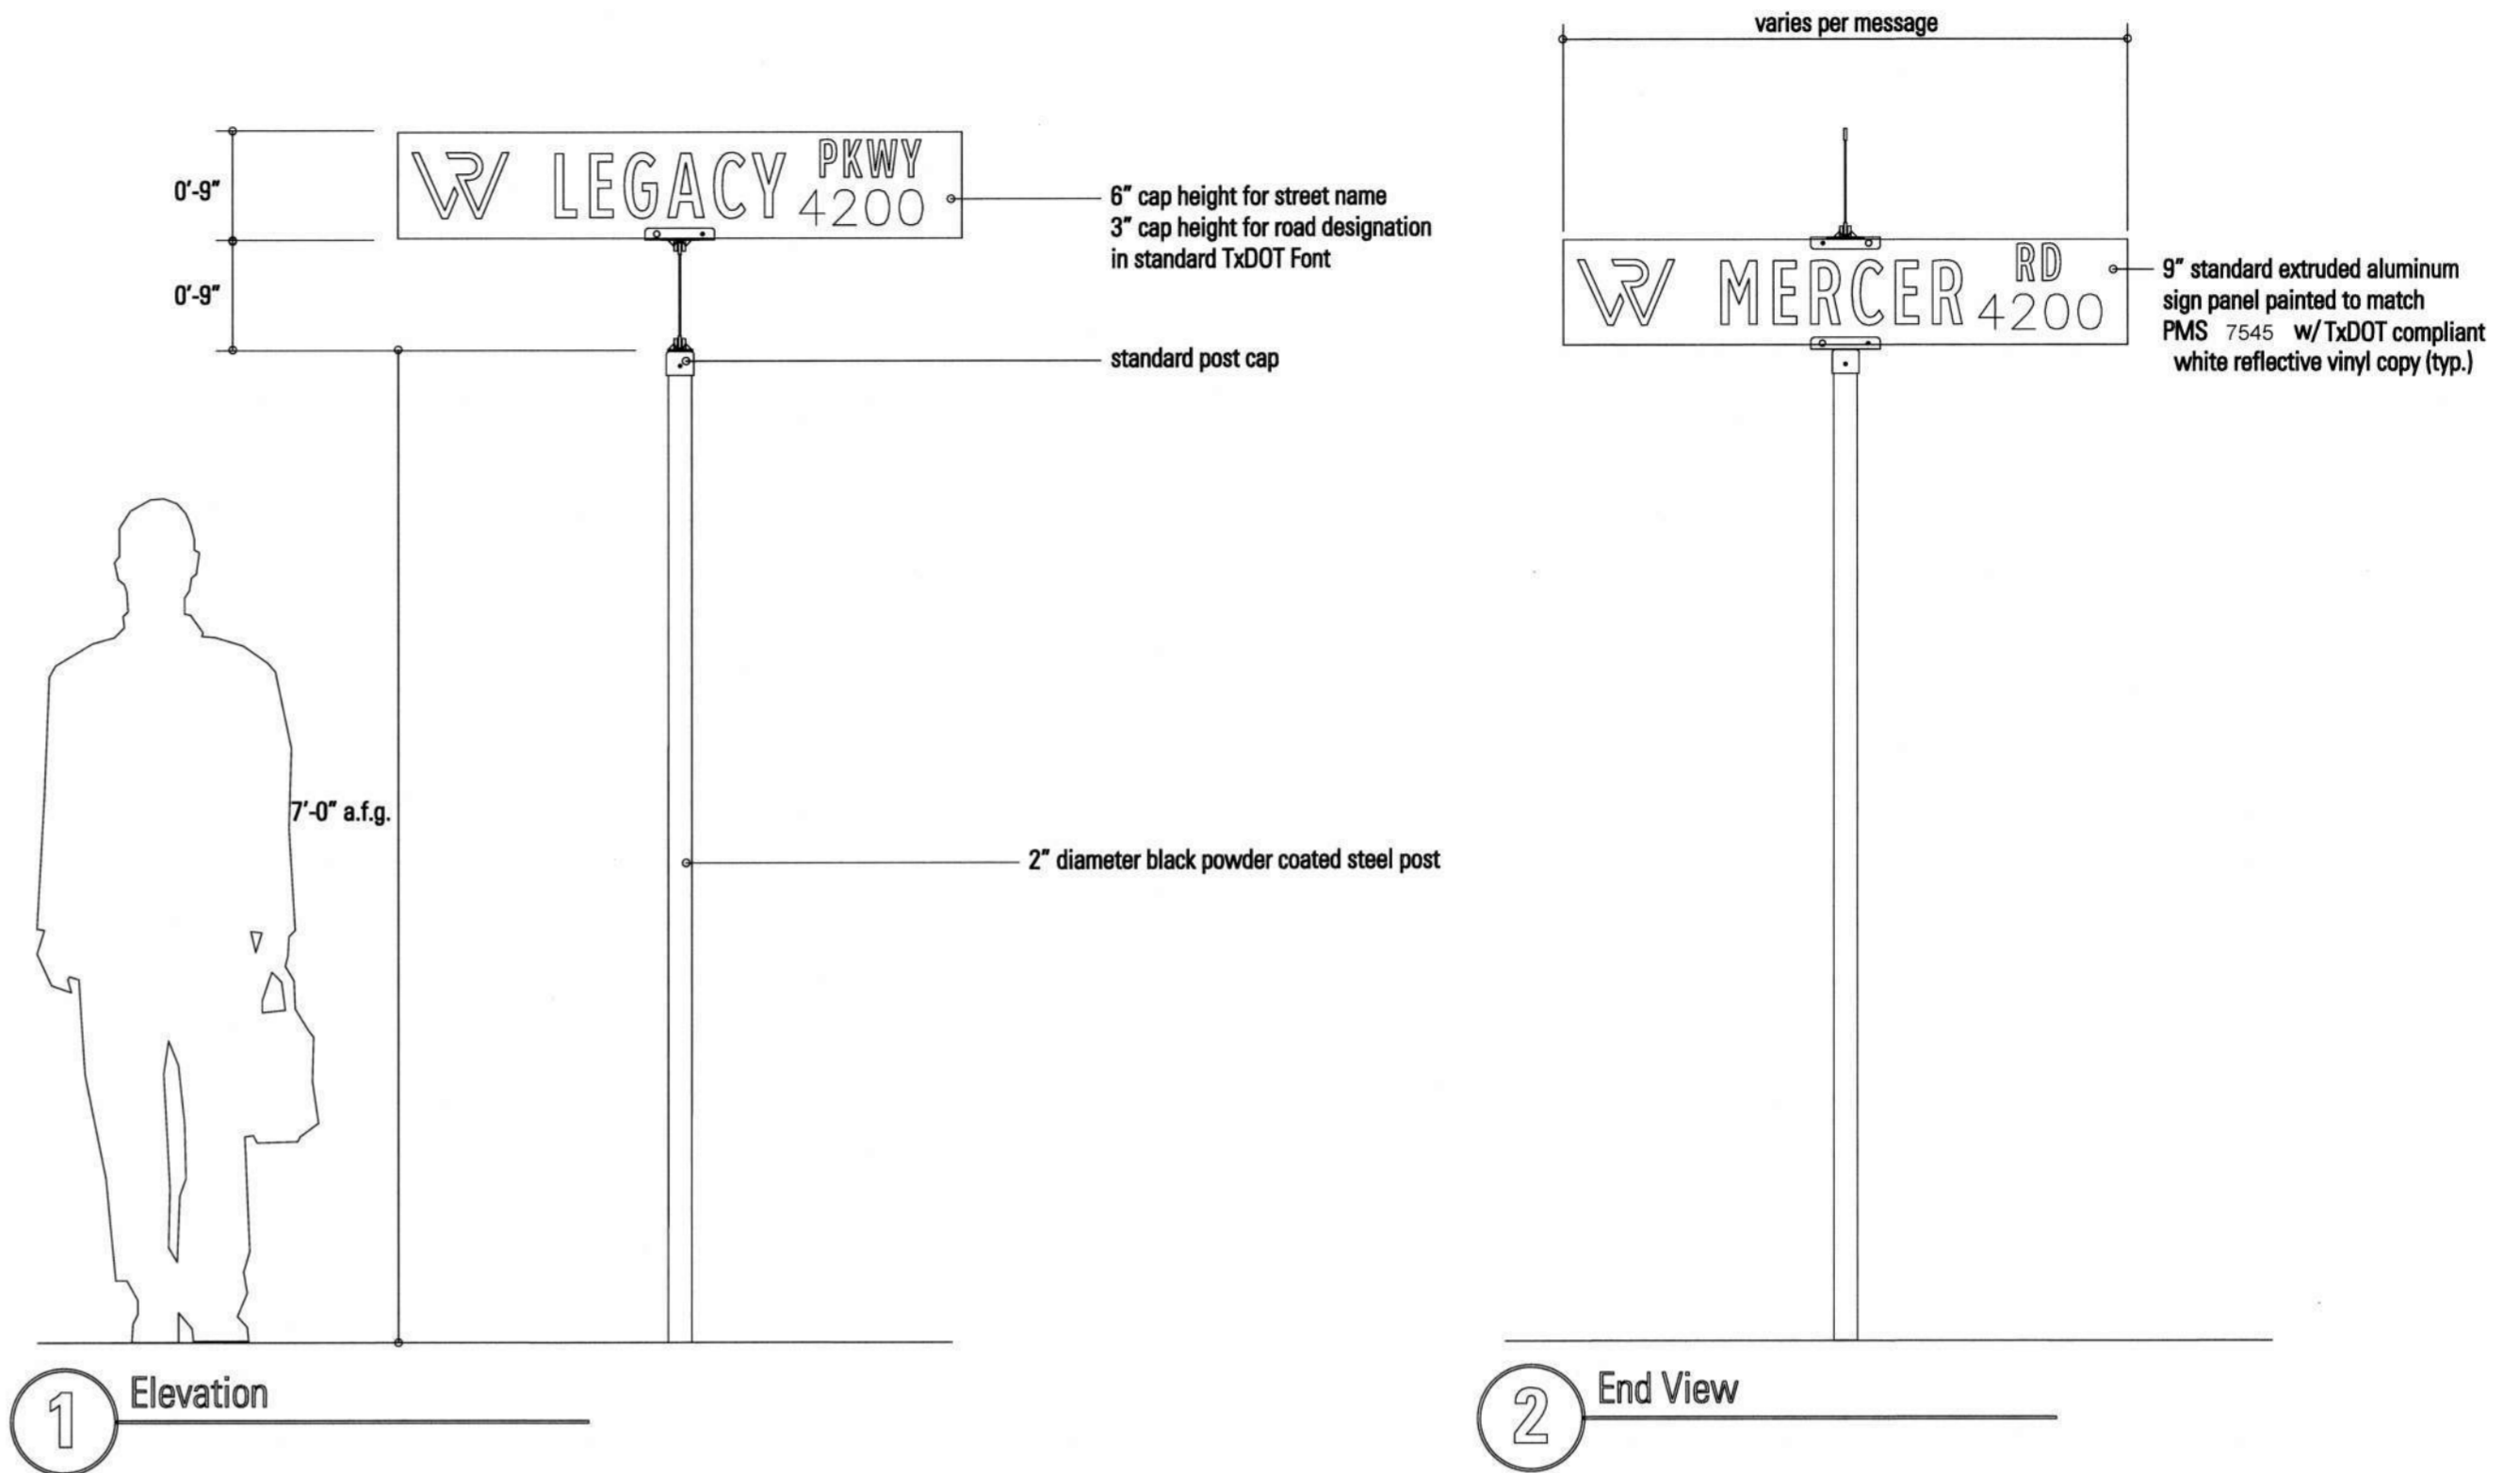 varies per message
0'-9"
LEGACY PKWY
4200
6" cap height for street name
3" cap height for road designation
in standard TxDOT Font
0'-9"
standard post cap
MERCER RD
4200
9" standard extruded aluminum
sign panel painted to match
PMS 7545 w/TxDOT compliant
white reflective vinyl copy (typ.)
7'-0" a.f.g.
2" diameter black powder coated steel post
1 Elevation
2 End View